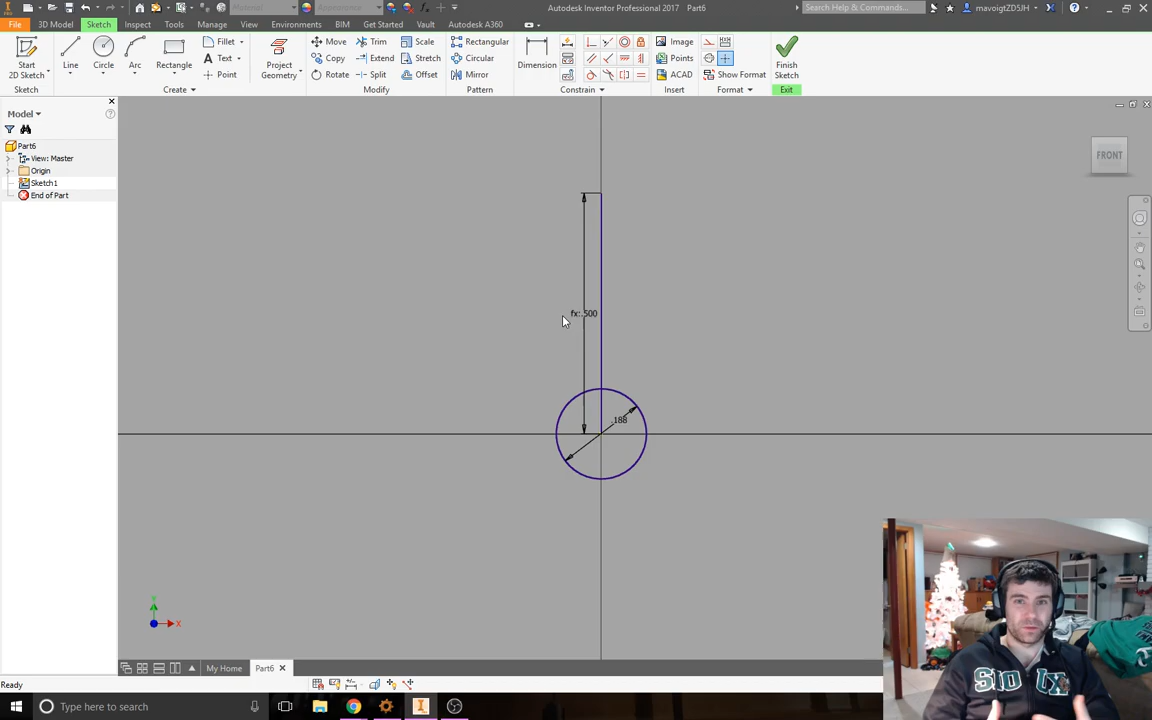 Material
Appearance
Autodesk Inventor Professional 2017 Part6
Search Help & Commands...
mavoigtZD5JH
File
3D Model
Sketch
Inspect
Tools
Manage
View
Environments
BIM
Get Started
Vault
Autodesk A360
Start
2D Sketch
Line
Circle
Arc
Rectangle
Fillet
Text
Point
Project
Geometry
Move
Copy
Rotate
Trim
Extend
Split
Scale
Stretch
Offset
Rectangular
Circular
Mirror
Dimension
Image
Points
ACAD
Show Format
Finish
Sketch
Sketch
Create
Modify
Pattern
Constrain
Insert
Format
Exit
Model
Part6
View: Master
Origin
Sketch1
End of Part
FRONT
fx:.500
.188
Y
X
My Home
Part6
Ready
Type here to search